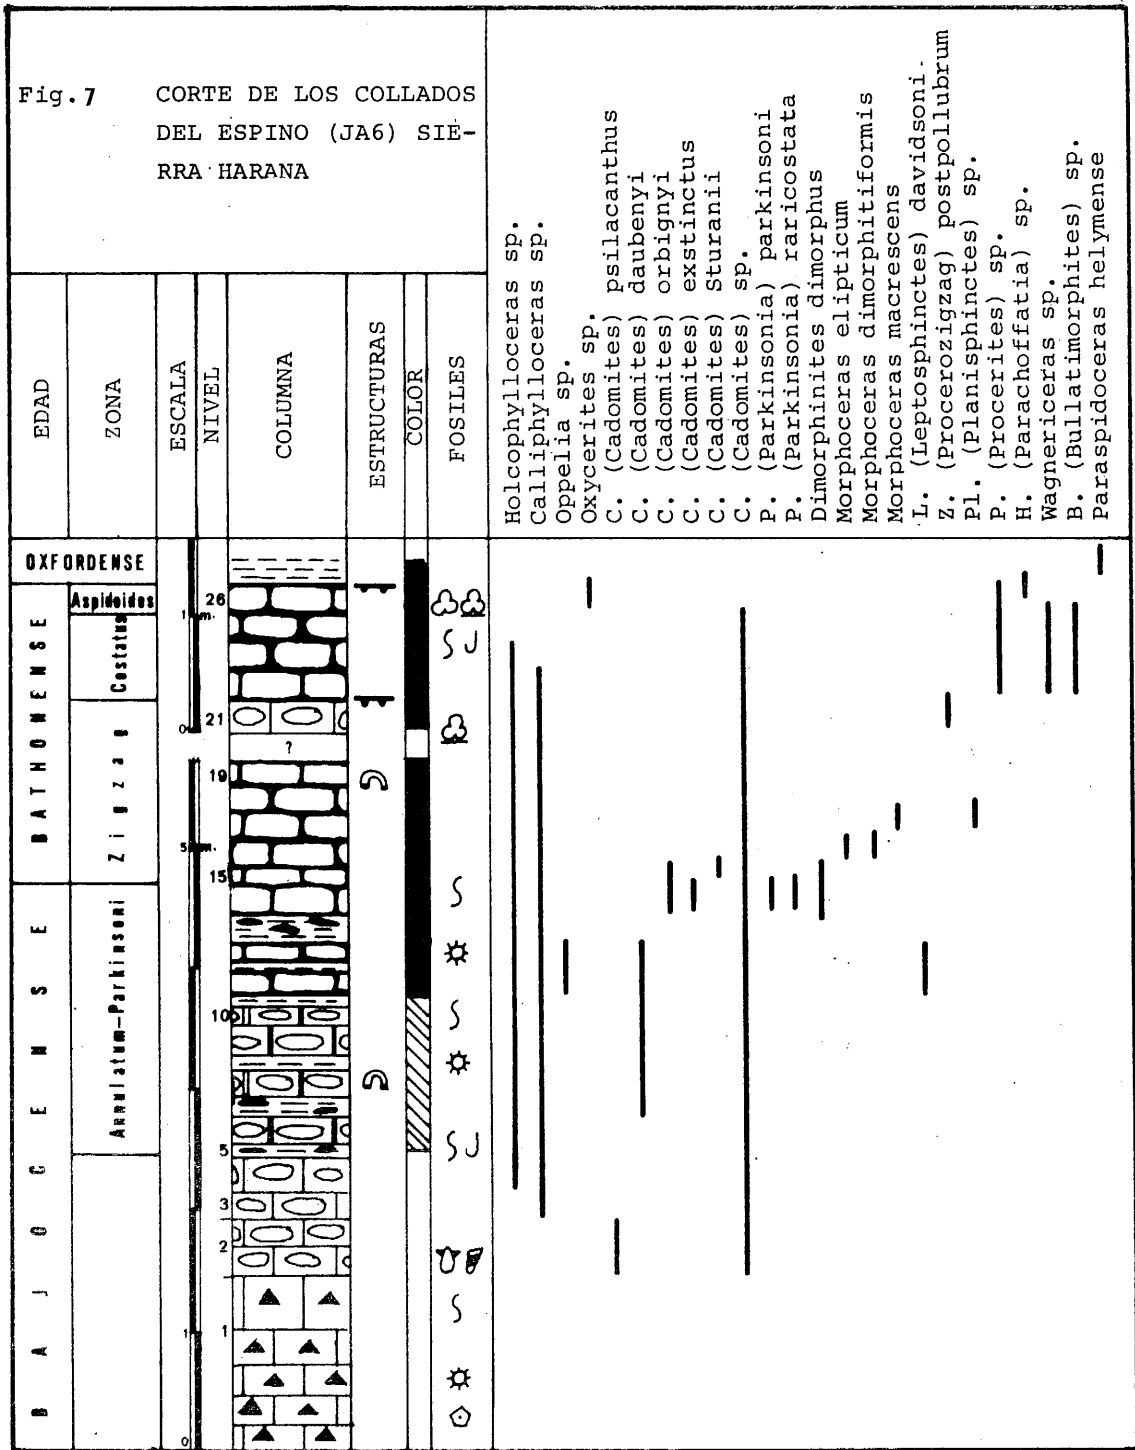 Fig.7 CORTE DE LOS COLLADOS
DEL ESPINO (JA6) SIE-
RRA HARANA
EDAD
ZONA
ESCALA
NIVEL
COLUMNA
ESTRUCTURAS
COLOR
FOSILES
Holcophylloceras sp.
Calliphylloceras sp.
Oppelia sp.
Oxycerites sp.
C. (Cadomites) psilacanthus
C. (Cadomites) daubenyi
C. (Cadomites) orbignyi
C. (Cadomites) exstinctus
C. (Cadomites) sturanii
C. (Cadomites) sp.
P. (Parkinsonia) parkinsoni
P. (Parkinsonia) raricostata
Dimorphinites dimorphus
Morphoceras elipticum
Morphoceras dimorphitiformis
Morphoceras macrescens
L. (Leptosphinctes) davidsoni.
Z. (Procerozigzag) postpollubrum
Pl. (Planisphinctes) sp.
P. (Procerites) sp.
H. (Parachoffatia) sp.
Wagnericeras sp.
B. (Bullatimorphites) sp.
Paraspidoceras helymense
OXFORDENSE
BATHONENSE
BAJOCENSE
Aspidoides
Costatus
Zigzag
Annulatum-Parkinsoni
1 m.
0
5 m.
1
0
26
21
19
15
10
5
3
2
1
?